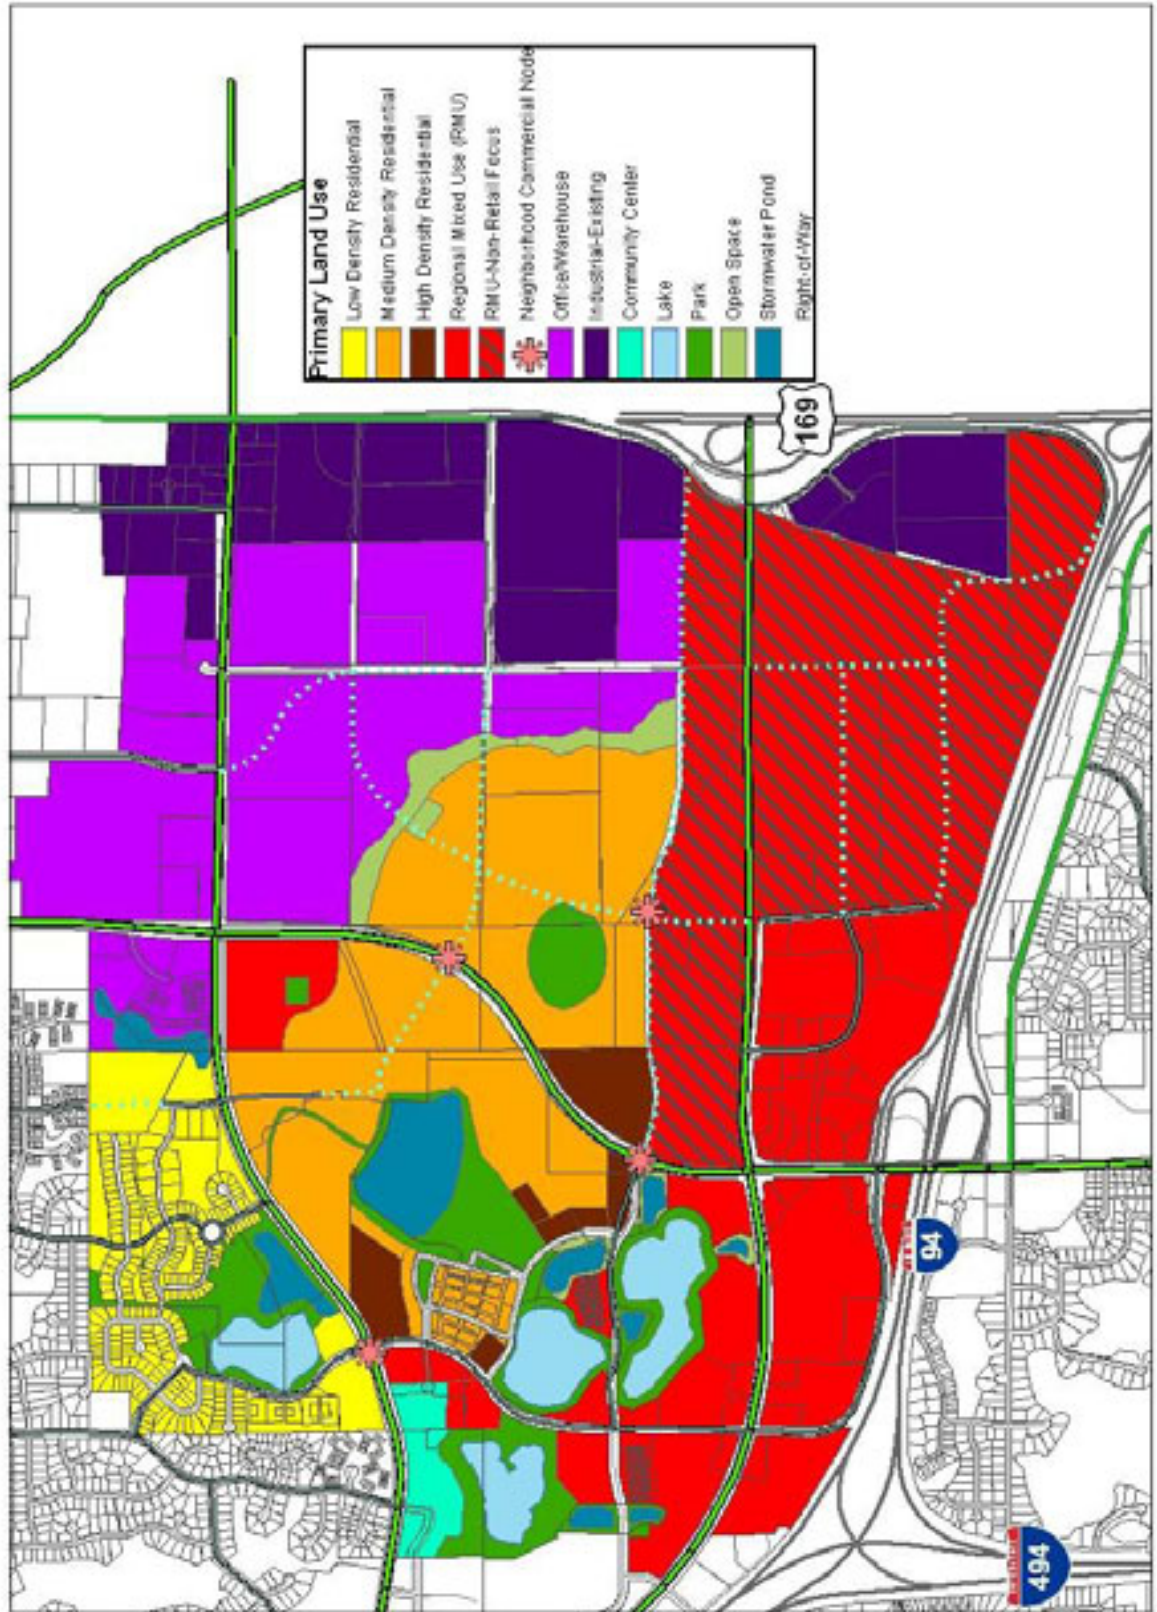 Primary Land Use
Low Density Residential
Medium Density Residential
High Density Residential
Regional Mixed Use (RMU)
RMU-Non-Retail Focus
Neighborhood Commercial Node
Office/Warehouse
Industrial-Existing
Community Center
Lake
Park
Open Space
Stormwater Pond
Right-of-Way
169
94
494